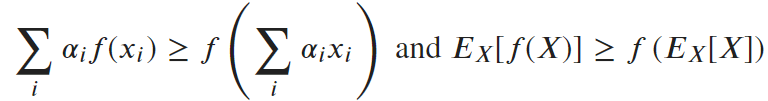 ∑_i α_i f(x_i) ≥ f(∑_i α_i x_i) and E_X[f(X)] ≥ f(E_X[X])